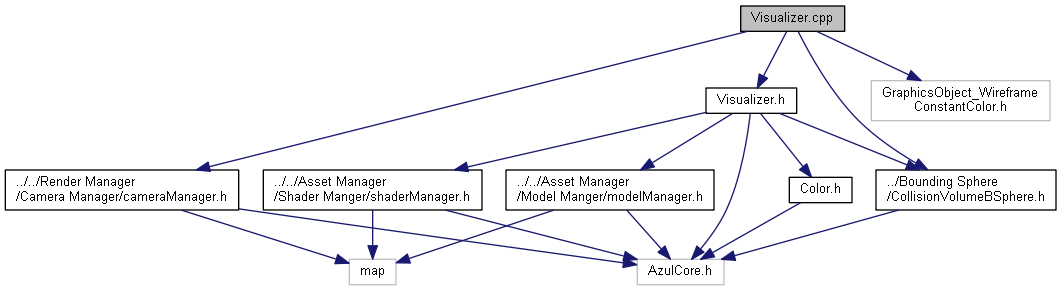 Visualizer.cpp
Visualizer.h
GraphicsObject_Wireframe
ConstantColor.h
../../Render Manager
/Camera Manager/cameraManager.h
../../Asset Manager
/Shader Manger/shaderManager.h
../../Asset Manager
/Model Manger/modelManager.h
Color.h
../Bounding Sphere
/CollisionVolumeBSphere.h
map
AzulCore.h